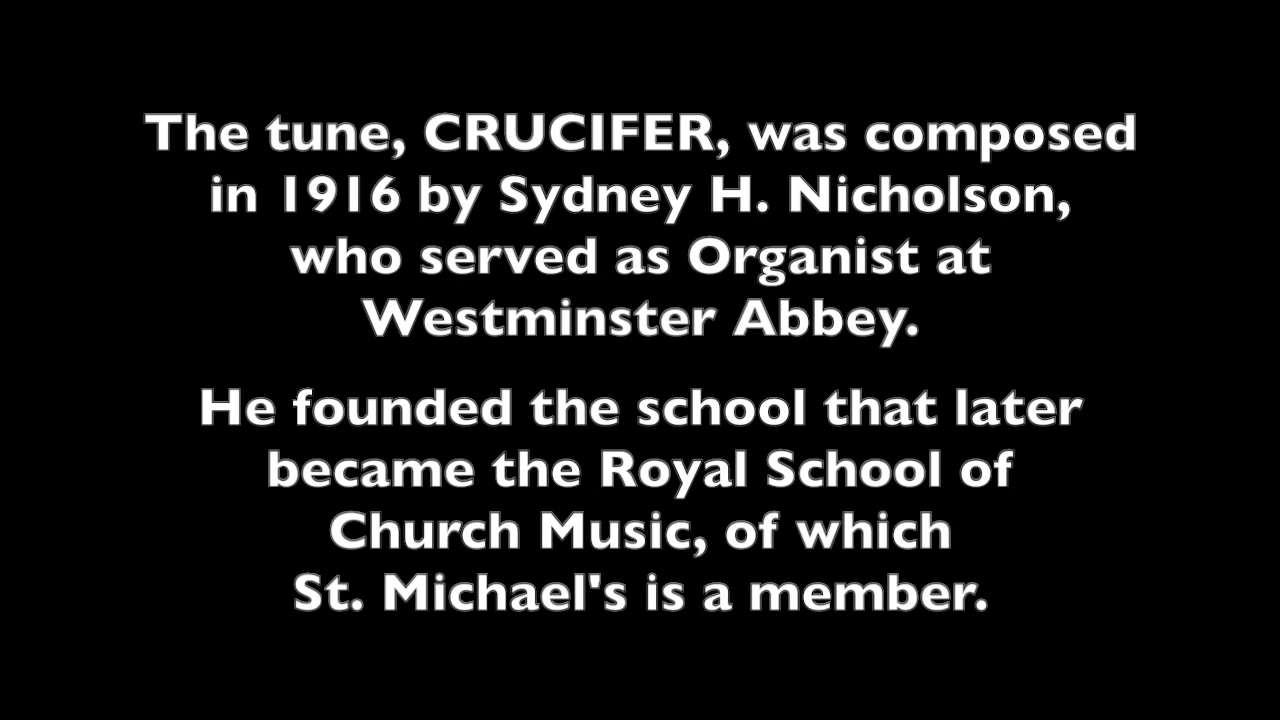 The tune, CRUCIFER, was composed
in 1916 by Sydney H. Nicholson,
who served as Organist at
Westminster Abbey.
He founded the school that later
became the Royal School of
Church Music, of which
St. Michael's is a member.